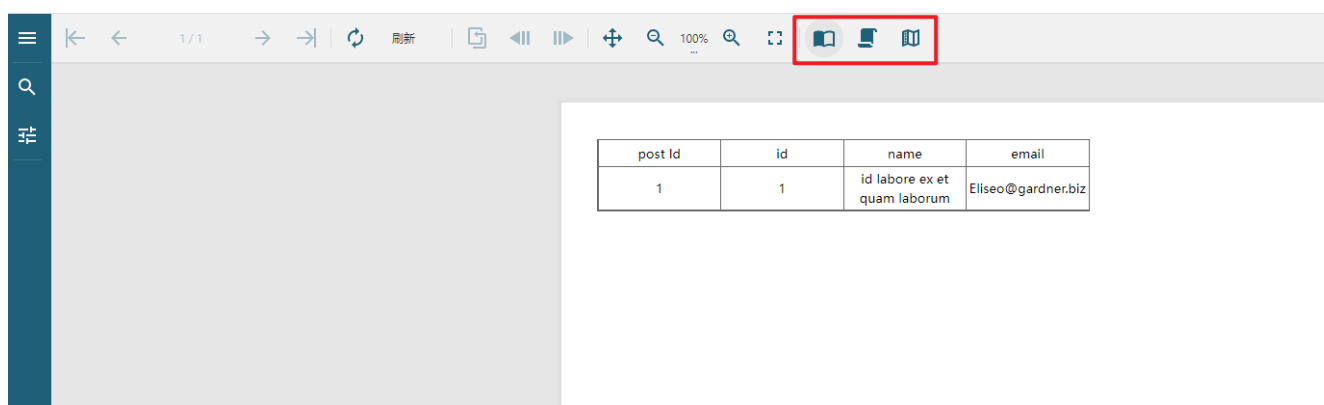 1 / 1 刷新 100%
...
post Id id name email
1 1 id labore ex et quam laborum Eliseo@gardner.biz